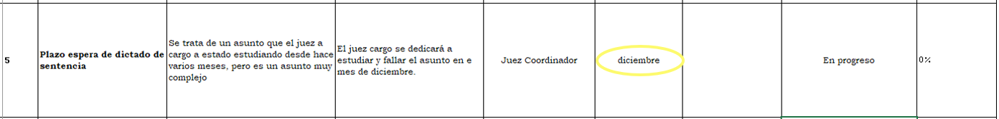 5
Plazo espera de dictado de
sentencia
Se trata de un asunto que el juez a
cargo a estado estudiando desde hace
varios meses, pero es un asunto muy
complejo
El juez cargo se dedicará a
estudiar y fallar el asunto en e
mes de diciembre.
Juez Coordinador
diciembre
En progreso
0%